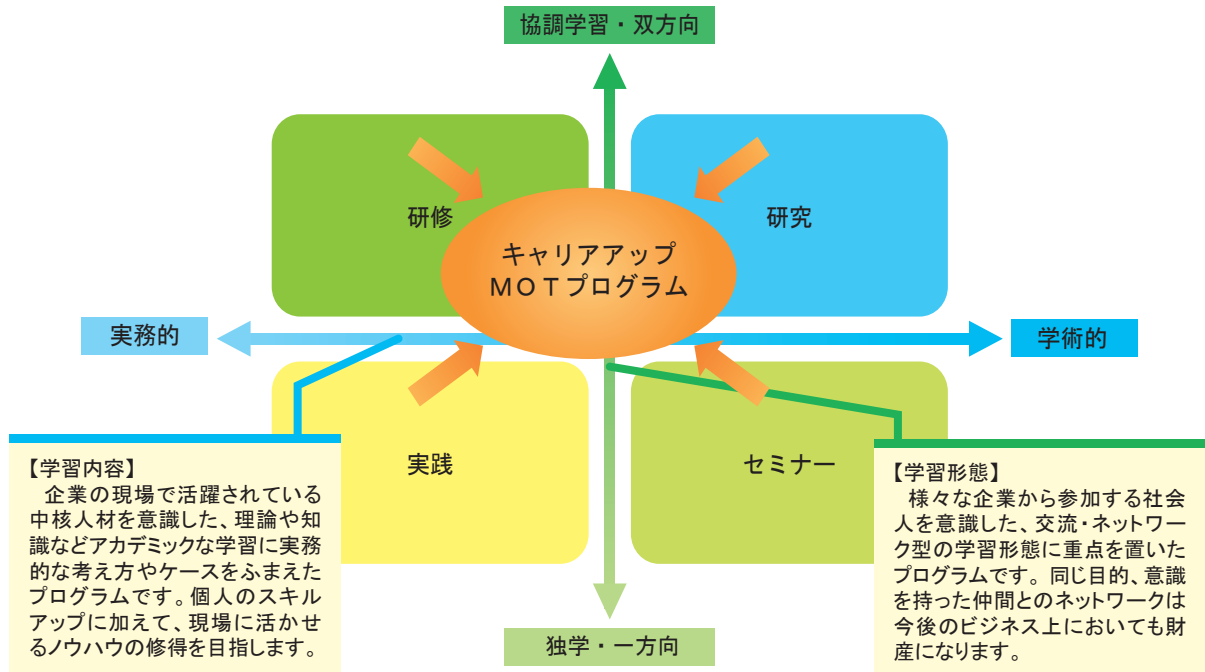 協調学習・双方向
研修
研究
キャリアアップ
MOTプログラム
実務的
学術的
実践
セミナー
【学習内容】
企業の現場で活躍されている
中核人材を意識した、理論や知
識などアカデミックな学習に実務
的な考え方やケースをふまえた
プログラムです。個人のスキル
アップに加えて、現場に活かせ
るノウハウの修得を目指します。
【学習形態】
様々な企業から参加する社会
人を意識した、交流・ネットワー
ク型の学習形態に重点を置いた
プログラムです。同じ目的、意識
を持った仲間とのネットワークは
今後のビジネス上においても財
産になります。
独学・一方向